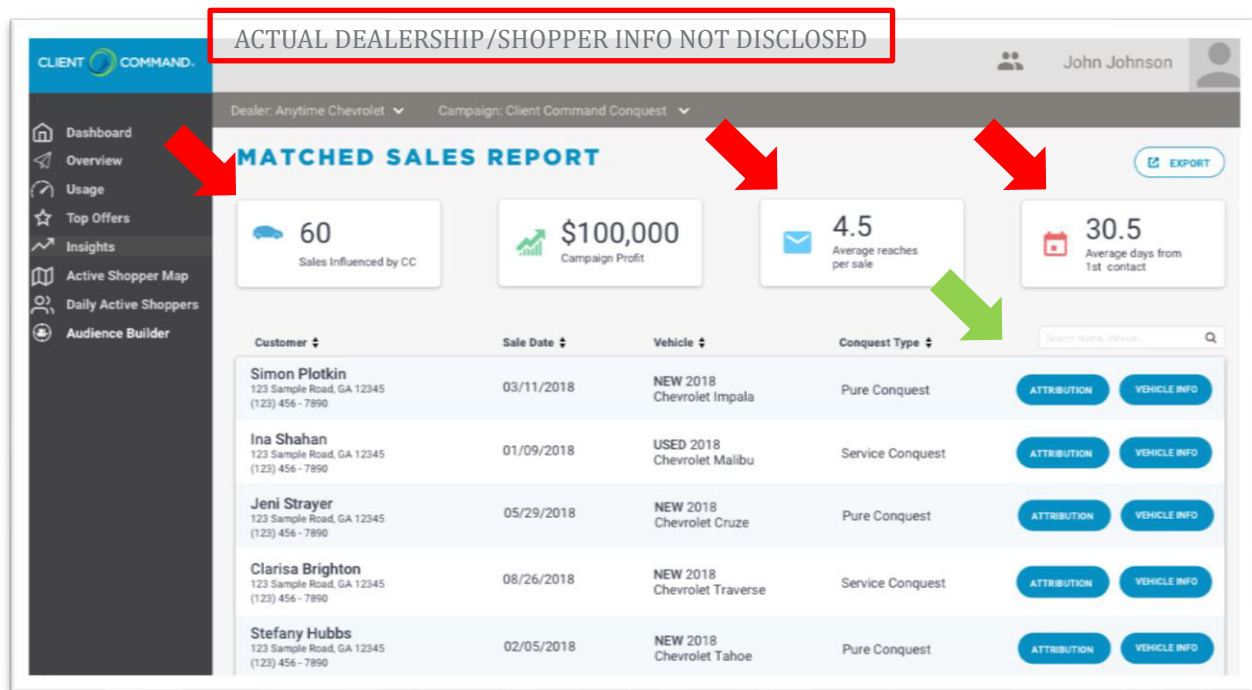 ACTUAL DEALERSHIP/SHOPPER INFO NOT DISCLOSED
CLIENT COMMAND.
John Johnson
Dealer: Anytime Chevrolet
Campaign: Client Command Conquest
Dashboard
Overview
Usage
Top Offers
Insights
Active Shopper Map
Daily Active Shoppers
Audience Builder
MATCHED SALES REPORT
EXPORT
60
Sales Influenced by CC
$100,000
Campaign Profit
4.5
Average reaches
per sale
30.5
Average days from
1st contact
Customer Sale Date Vehicle Conquest Type
Search Name, Vehicle...
Simon Plotkin
123 Sample Road, GA 12345
(123) 456 - 7890
03/11/2018
NEW 2018
Chevrolet Impala
Pure Conquest
ATTRIBUTION
VEHICLE INFO
Ina Shahan
123 Sample Road, GA 12345
(123) 456 - 7890
01/09/2018
USED 2018
Chevrolet Malibu
Service Conquest
ATTRIBUTION
VEHICLE INFO
Jeni Strayer
123 Sample Road, GA 12345
(123) 456 - 7890
05/29/2018
NEW 2018
Chevrolet Cruze
Pure Conquest
ATTRIBUTION
VEHICLE INFO
Clarisa Brighton
123 Sample Road, GA 12345
(123) 456 - 7890
08/26/2018
NEW 2018
Chevrolet Traverse
Service Conquest
ATTRIBUTION
VEHICLE INFO
Stefany Hubbs
123 Sample Road, GA 12345
(123) 456 - 7890
02/05/2018
NEW 2018
Chevrolet Tahoe
Pure Conquest
ATTRIBUTION
VEHICLE INFO